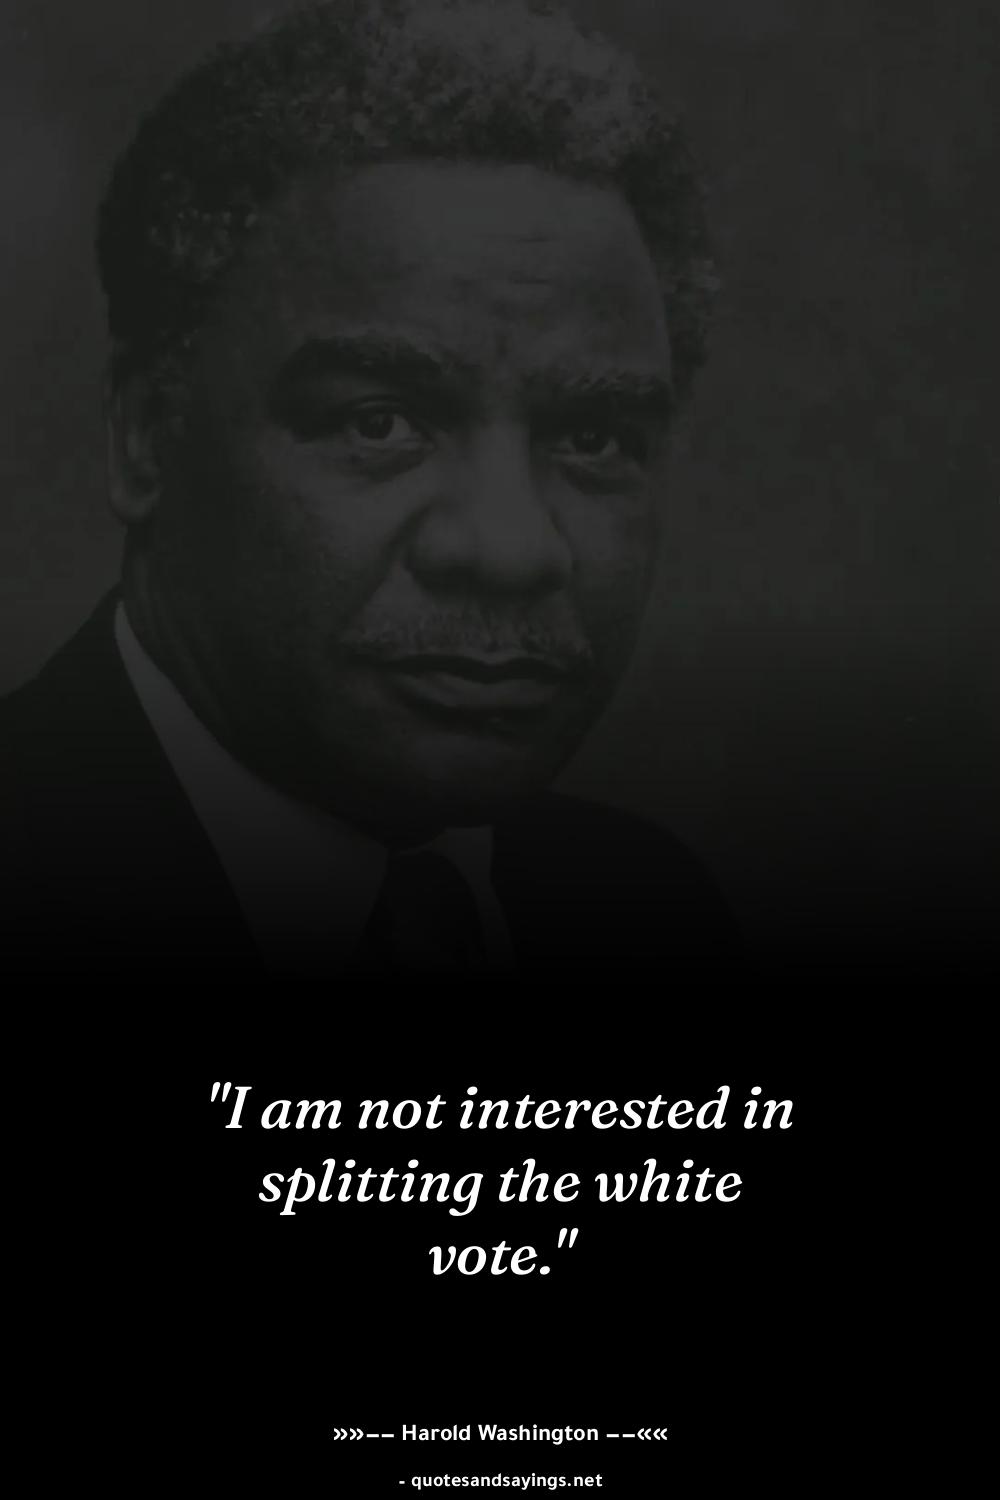 "I am not interested in
splitting the white
vote."
»»−− Harold Washington −−««
- quotesandsayings.net